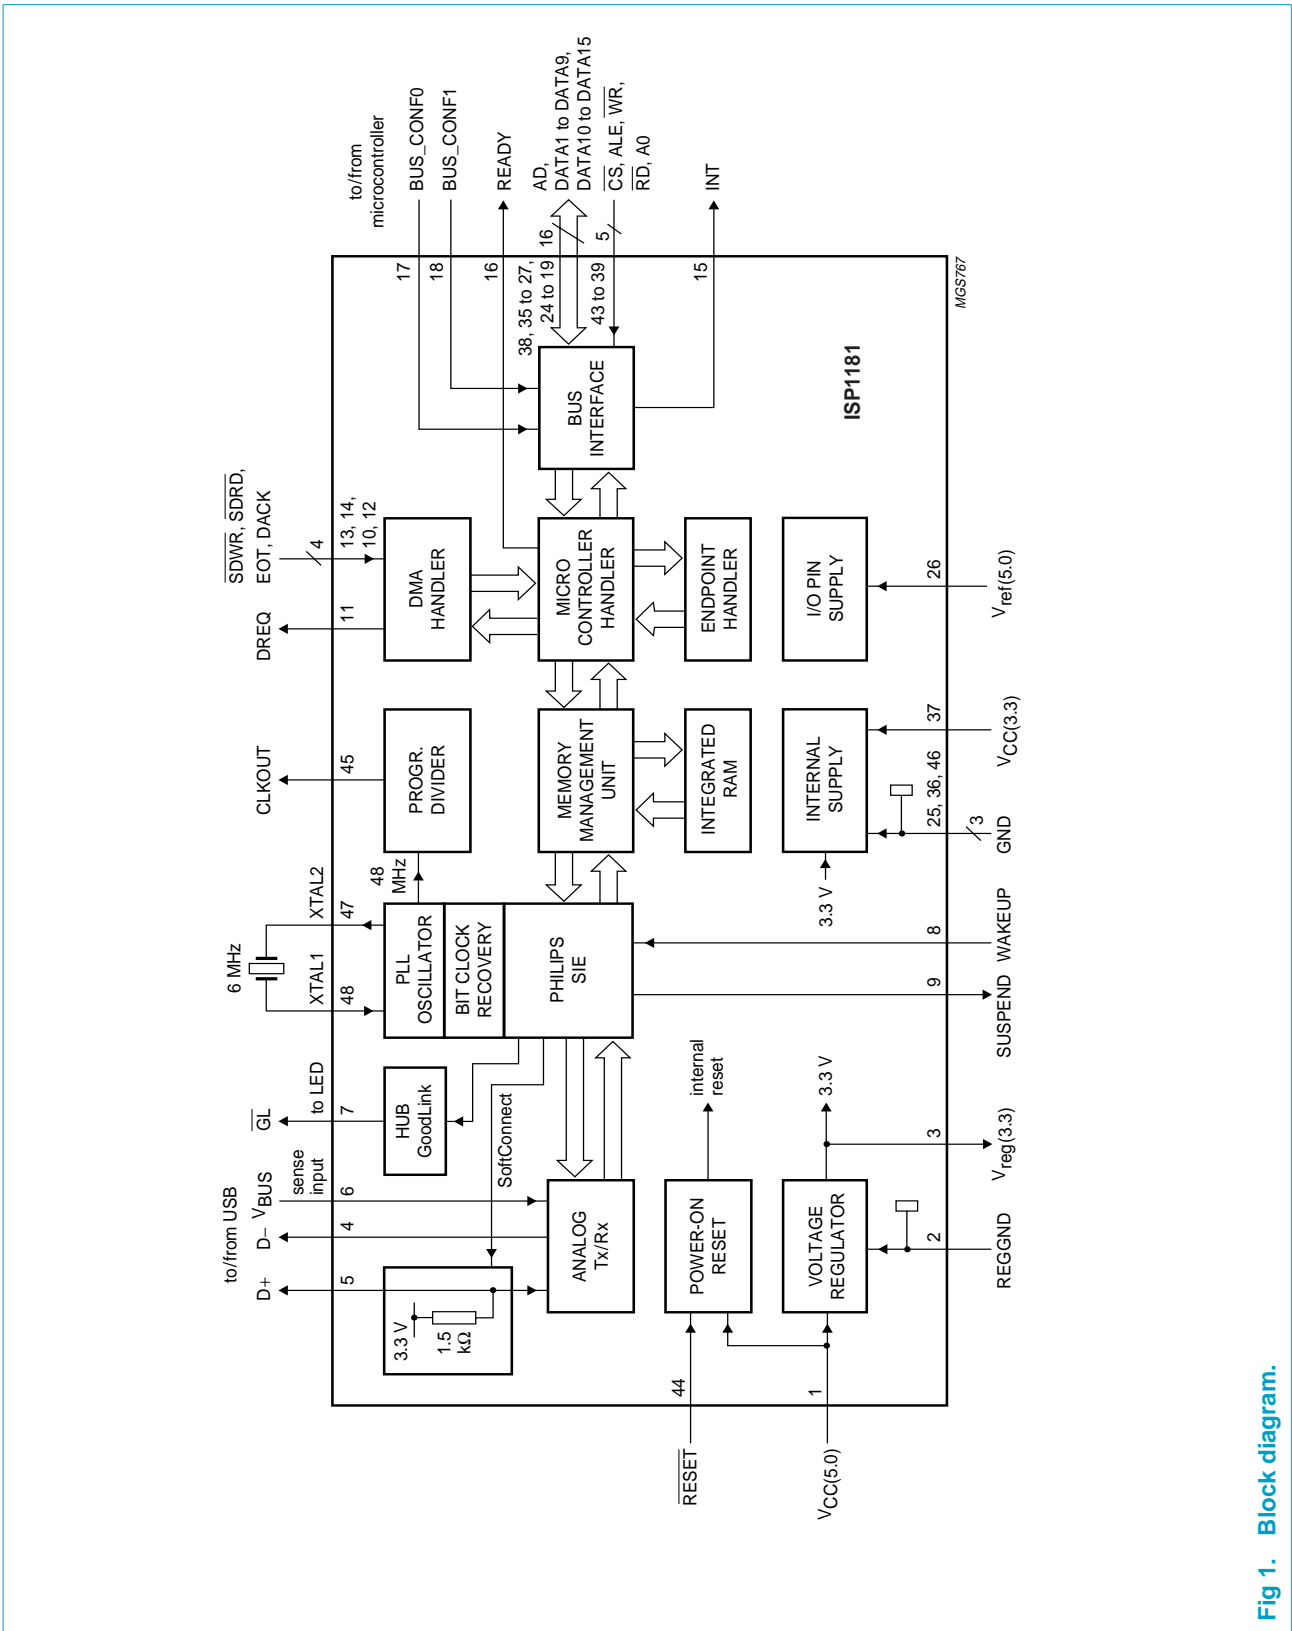 to/from USB
D+
D−
VBUS
sense
input
GL
to LED
6 MHz
XTAL1
XTAL2
CLKOUT
DREQ
SDWR, SDRD,
EOT, DACK
to/from
microcontroller
BUS_CONF0
BUS_CONF1
READY
AD,
DATA1 to DATA9,
DATA10 to DATA15
CS, ALE, WR,
RD, A0
INT
5
4
6
7
48
47
45
11
4
13, 14,
10, 12
17
18
16
38, 35 to 27,
24 to 19
16
43 to 39
5
15
3.3 V
1.5
kΩ
HUB
GoodLink
SoftConnect
PLL
OSCILLATOR
BIT CLOCK
RECOVERY
PHILIPS
SIE
48
MHz
PROGR.
DIVIDER
DMA
HANDLER
ANALOG
Tx/Rx
MEMORY
MANAGEMENT
UNIT
MICRO
CONTROLLER
HANDLER
BUS
INTERFACE
POWER-ON
RESET
internal
reset
INTEGRATED
RAM
ENDPOINT
HANDLER
VOLTAGE
REGULATOR
3.3 V
3.3 V
INTERNAL
SUPPLY
I/O PIN
SUPPLY
ISP1181
44
RESET
1
VCC(5.0)
2
REGGND
3
Vreg(3.3)
9
SUSPEND
8
WAKEUP
25, 36, 46
3
GND
37
VCC(3.3)
26
Vref(5.0)
MGS767
Fig 1. Block diagram.